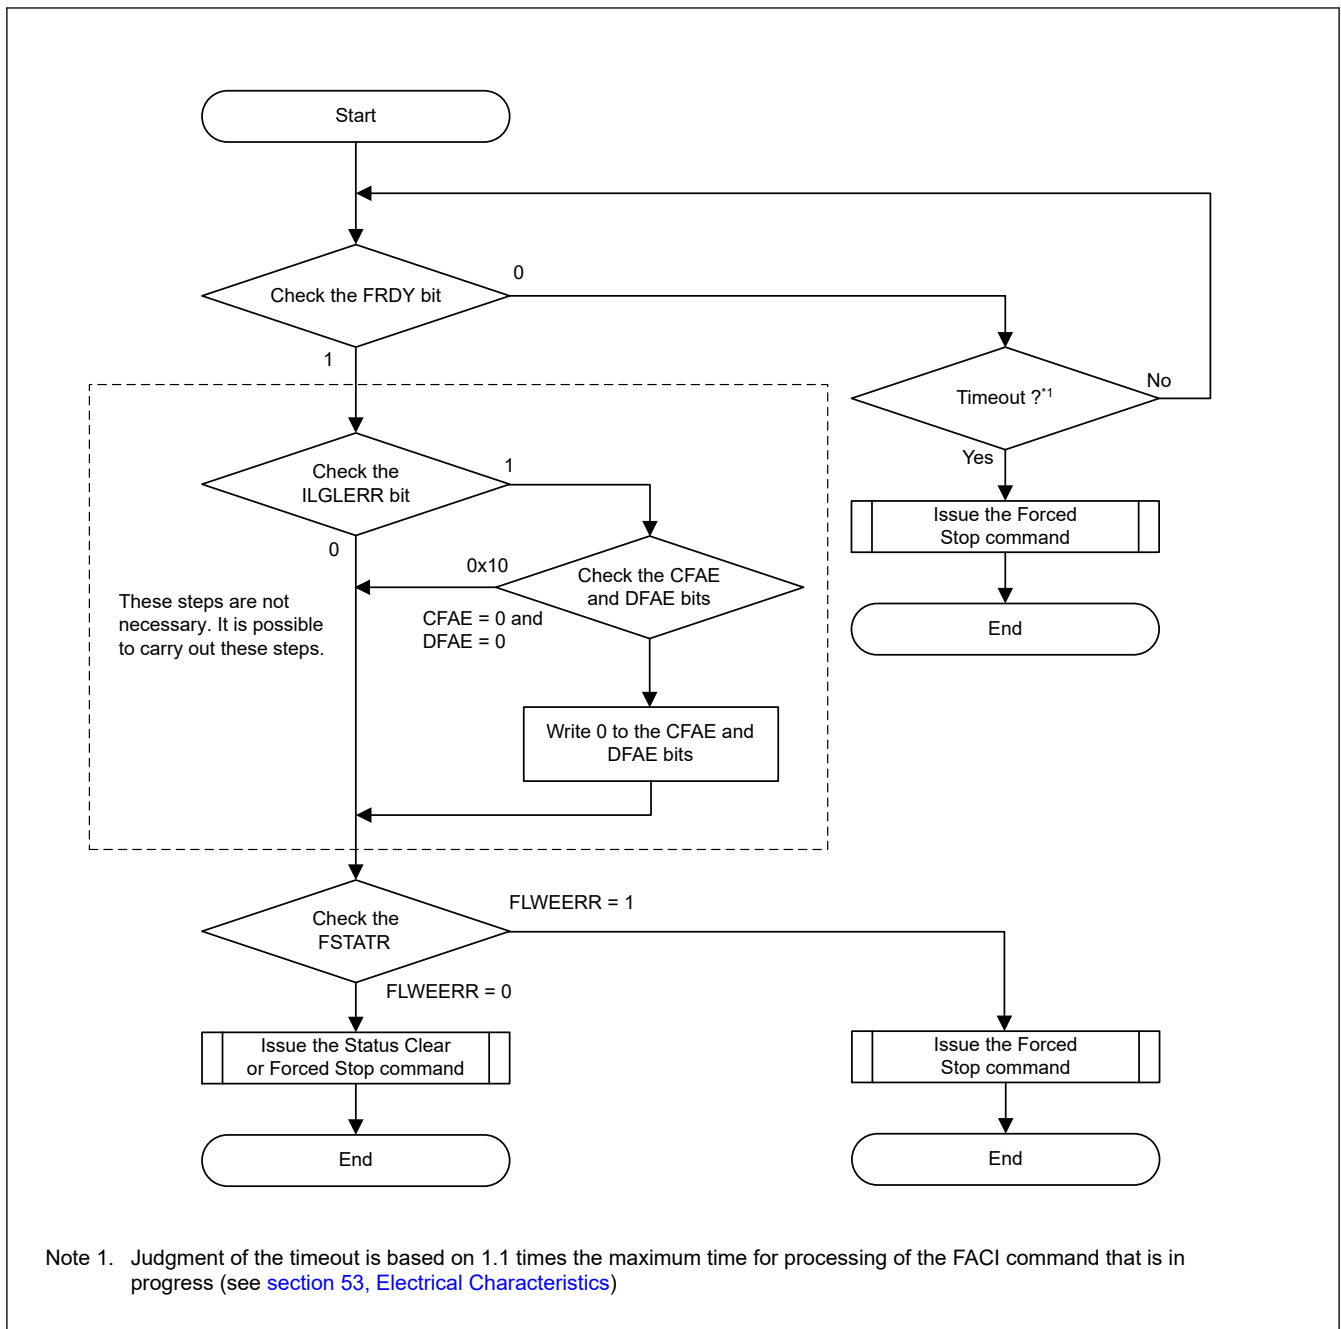 Start
Check the FRDY bit
0
1
Timeout ?*1
No
Yes
Issue the Forced
Stop command
End
Check the
ILGLERR bit
1
0
0x10
Check the CFAE
and DFAE bits
CFAE = 0 and
DFAE = 0
These steps are not
necessary. It is possible
to carry out these steps.
Write 0 to the CFAE and
DFAE bits
Check the
FSTATR
FLWEERR = 1
FLWEERR = 0
Issue the Status Clear
or Forced Stop command
End
Issue the Forced
Stop command
End
Note 1. Judgment of the timeout is based on 1.1 times the maximum time for processing of the FACI command that is in
progress (see section 53, Electrical Characteristics)